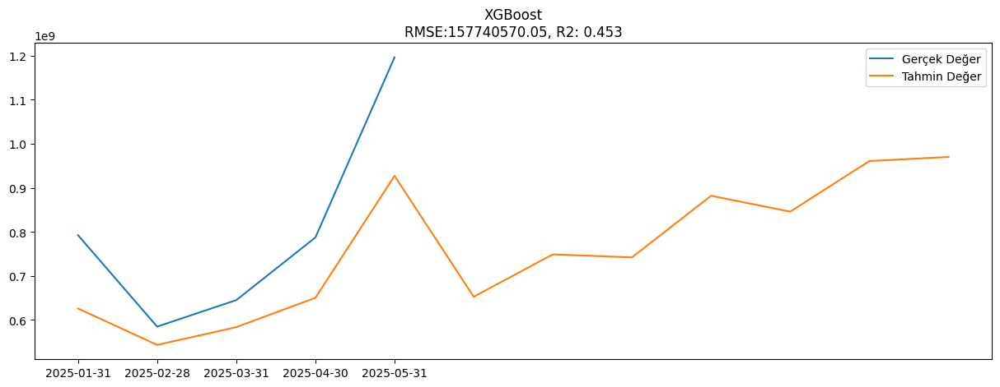 XGBoost
RMSE:157740570.05, R2: 0.453
1e9
Gerçek Değer
Tahmin Değer
1.2
1.1
1.0
0.9
0.8
0.7
0.6
2025-01-31 2025-02-28 2025-03-31 2025-04-30 2025-05-31